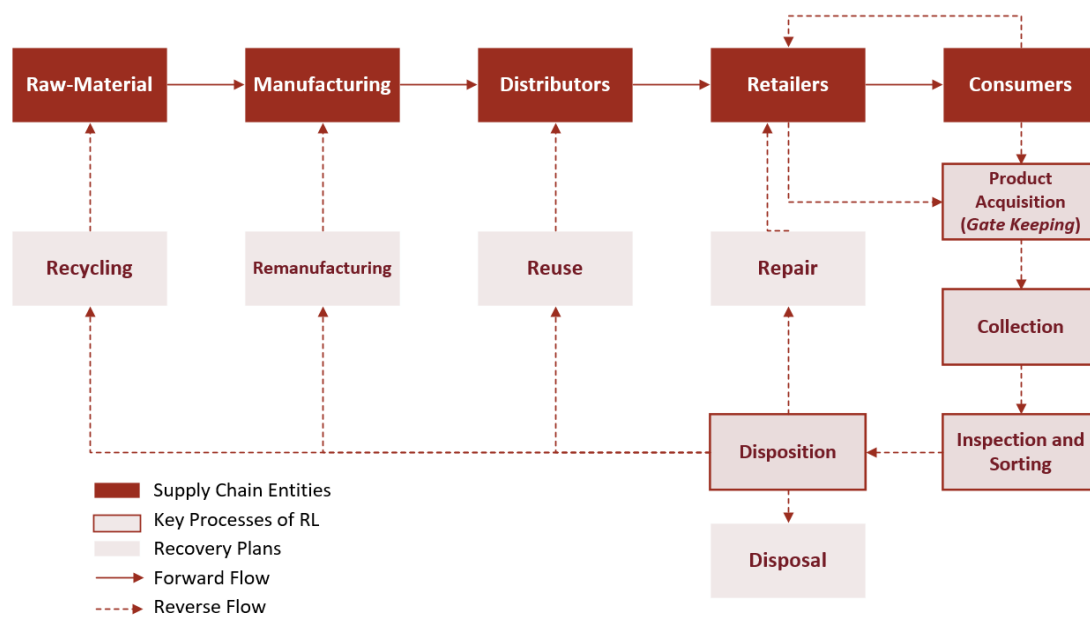 Raw-Material
Manufacturing
Distributors
Retailers
Consumers
Product
Acquisition
(Gate Keeping)
Recycling
Remanufacturing
Reuse
Repair
Collection
Disposition
Inspection and
Sorting
Disposal
Supply Chain Entities
Key Processes of RL
Recovery Plans
Forward Flow
Reverse Flow